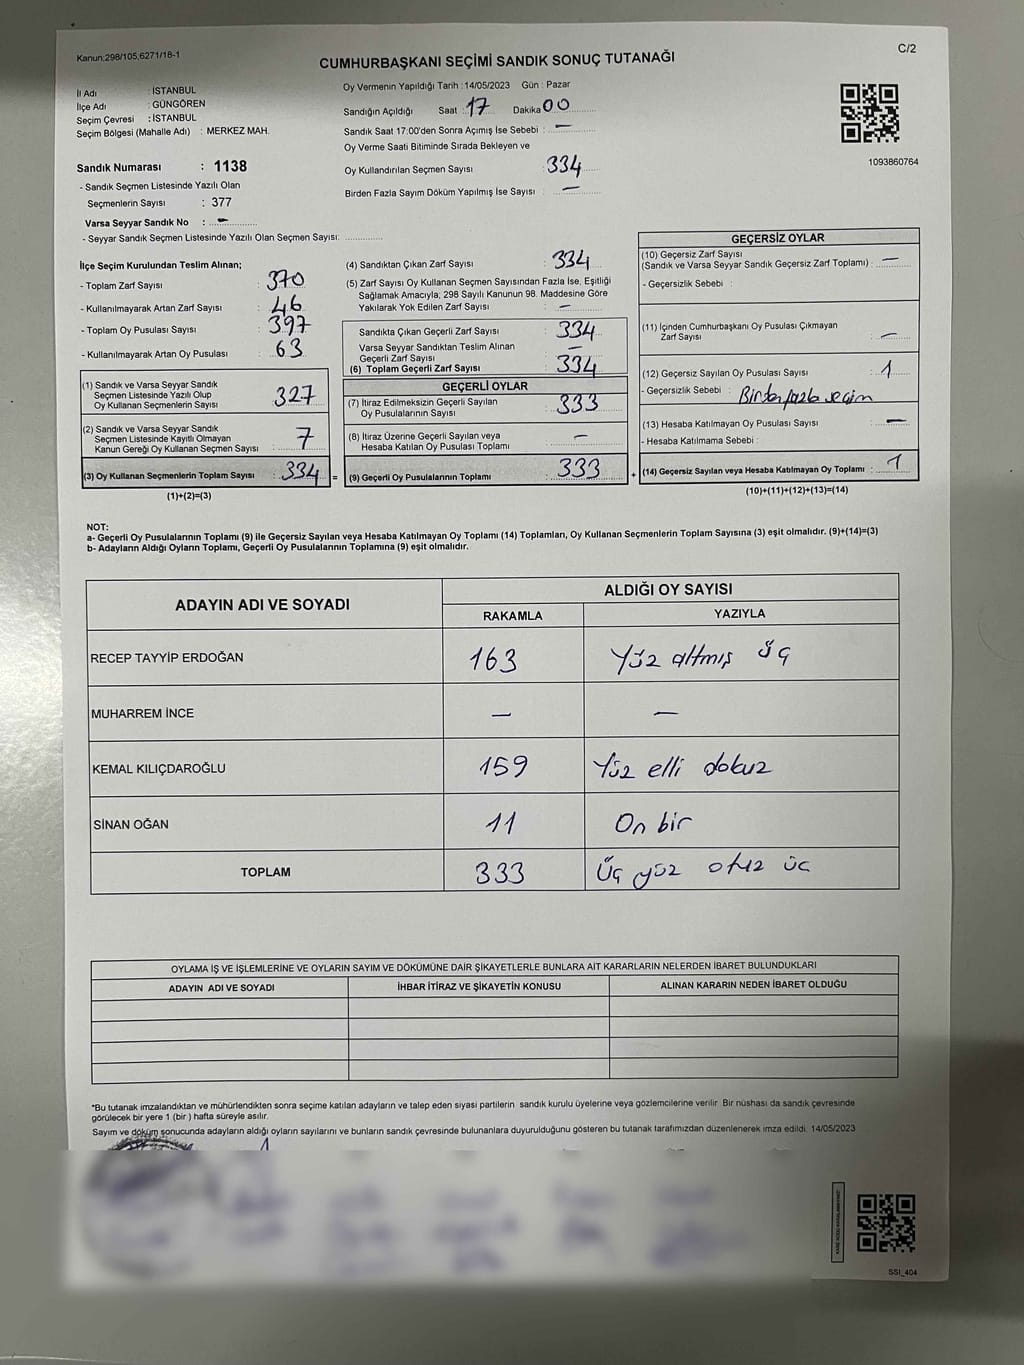 Kanun:298/105;6271/18-1
C/2
CUMHURBAŞKANI SEÇİMİ SANDIK SONUÇ TUTANAĞI
İl Adı : İSTANBUL
İlçe Adı : GÜNGÖREN
Seçim Çevresi : İSTANBUL
Seçim Bölgesi (Mahalle Adı) : MERKEZ MAH.
Sandık Numarası : 1138
- Sandık Seçmen Listesinde Yazılı Olan
Seçmenlerin Sayısı : 377
Varsa Seyyar Sandık No : –
- Seyyar Sandık Seçmen Listesinde Yazılı Olan Seçmen Sayısı: ..............
Oy Vermenin Yapıldığı Tarih :14/05/2023 Gün : Pazar
Sandığın Açıldığı Saat : 17 Dakika 00
Sandık Saat 17:00'den Sonra Açımış İse Sebebi : –
Oy Verme Saati Bitiminde Sırada Bekleyen ve
Oy Kullandırılan Seçmen Sayısı : 334
Birden Fazla Sayım Döküm Yapılmış İse Sayısı : –
1093860764
İlçe Seçim Kurulundan Teslim Alınan;
- Toplam Zarf Sayısı : 370
- Kullanılmayarak Artan Zarf Sayısı : 46
- Toplam Oy Pusulası Sayısı : 397
- Kullanılmayarak Artan Oy Pusulası : 63
(1) Sandık ve Varsa Seyyar Sandık
Seçmen Listesinde Yazılı Olup
Oy Kullanan Seçmenlerin Sayısı : 327
(2) Sandık ve Varsa Seyyar Sandık
Seçmen Listesinde Kayıtlı Olmayan
Kanun Gereği Oy Kullanan Seçmen Sayısı : 7
(3) Oy Kullanan Seçmenlerin Toplam Sayısı : 334 =
(1)+(2)=(3)
(4) Sandıktan Çıkan Zarf Sayısı : 334
(5) Zarf Sayısı Oy Kullanan Seçmen Sayısından Fazla İse, Eşitliği
Sağlamak Amacıyla; 298 Sayılı Kanunun 98. Maddesine Göre
Yakılarak Yok Edilen Zarf Sayısı : –
Sandıkta Çıkan Geçerli Zarf Sayısı : 334
Varsa Seyyar Sandıktan Teslim Alınan
Geçerli Zarf Sayısı : –
(6) Toplam Geçerli Zarf Sayısı : 334
GEÇERLİ OYLAR
(7) İtiraz Edilmeksizin Geçerli Sayılan
Oy Pusulalarının Sayısı : 333
(8) İtiraz Üzerine Geçerli Sayılan veya
Hesaba Katılan Oy Pusulası Toplamı : –
(9) Geçerli Oy Pusulalarının Toplamı : 333 +
GEÇERSİZ OYLAR
(10) Geçersiz Zarf Sayısı
(Sandık ve Varsa Seyyar Sandık Geçersiz Zarf Toplamı) : –
- Geçersizlik Sebebi :
(11) İçinden Cumhurbaşkanı Oy Pusulası Çıkmayan
Zarf Sayısı : –
(12) Geçersiz Sayılan Oy Pusulası Sayısı : 1
- Geçersizlik Sebebi : Birden fazla seçim
(13) Hesaba Katılmayan Oy Pusulası Sayısı : –
- Hesaba Katılmama Sebebi :
(14) Geçersiz Sayılan veya Hesaba Katılmayan Oy Toplamı : 1
(10)+(11)+(12)+(13)=(14)
NOT:
a- Geçerli Oy Pusulalarının Toplamı (9) ile Geçersiz Sayılan veya Hesaba Katılmayan Oy Toplamı (14) Toplamları, Oy Kullanan Seçmenlerin Toplam Sayısına (3) eşit olmalıdır. (9)+(14)=(3)
b- Adayların Aldığı Oyların Toplamı, Geçerli Oy Pusulalarının Toplamına (9) eşit olmalıdır.
ADAYIN ADI VE SOYADI ALDIĞI OY SAYISI
RAKAMLA YAZIYLA
RECEP TAYYİP ERDOĞAN 163 Yüz altmış üç
MUHARREM İNCE – –
KEMAL KILIÇDAROĞLU 159 Yüz elli dokuz
SİNAN OĞAN 11 On bir
TOPLAM 333 Üç yüz otuz üç
OYLAMA İŞ VE İŞLEMLERİNE VE OYLARIN SAYIM VE DÖKÜMÜNE DAİR ŞİKAYETLERLE BUNLARA AİT KARARLARIN NELERDEN İBARET BULUNDUKLARI
ADAYIN ADI VE SOYADI İHBAR İTİRAZ VE ŞİKAYETİN KONUSU ALINAN KARARIN NEDEN İBARET OLDUĞU
*Bu tutanak imzalandıktan ve mühürlendikten sonra seçime katılan adayların ve talep eden siyasi partilerin sandık kurulu üyelerine veya gözlemcilerine verilir. Bir nüshası da sandık çevresinde
görülecek bir yere 1 (bir ) hafta süreyle asılır.
Sayım ve döküm sonucunda adayların aldığı oyların sayılarını ve bunların sandık çevresinde bulunanlara duyurulduğunu gösteren bu tutanak tarafımızdan düzenlenerek imza edildi. 14/05/2023
SSI_404